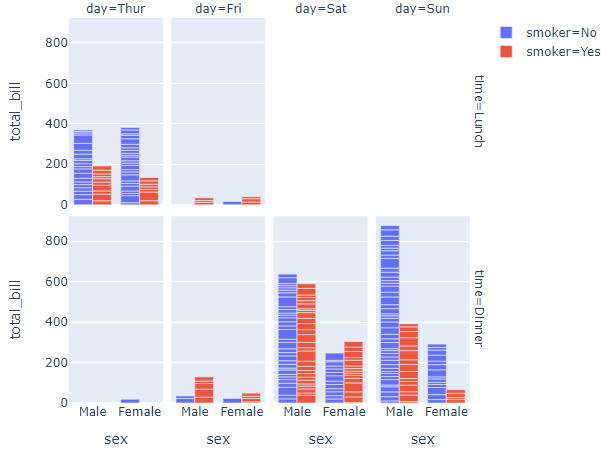 day=Thur day=Fri day=Sat day=Sun
smoker=No
smoker=Yes
total_bill
800
600
400
200
0
time=Lunch
total_bill
800
600
400
200
0
time=Dinner
Male Female Male Female Male Female Male Female
sex sex sex sex